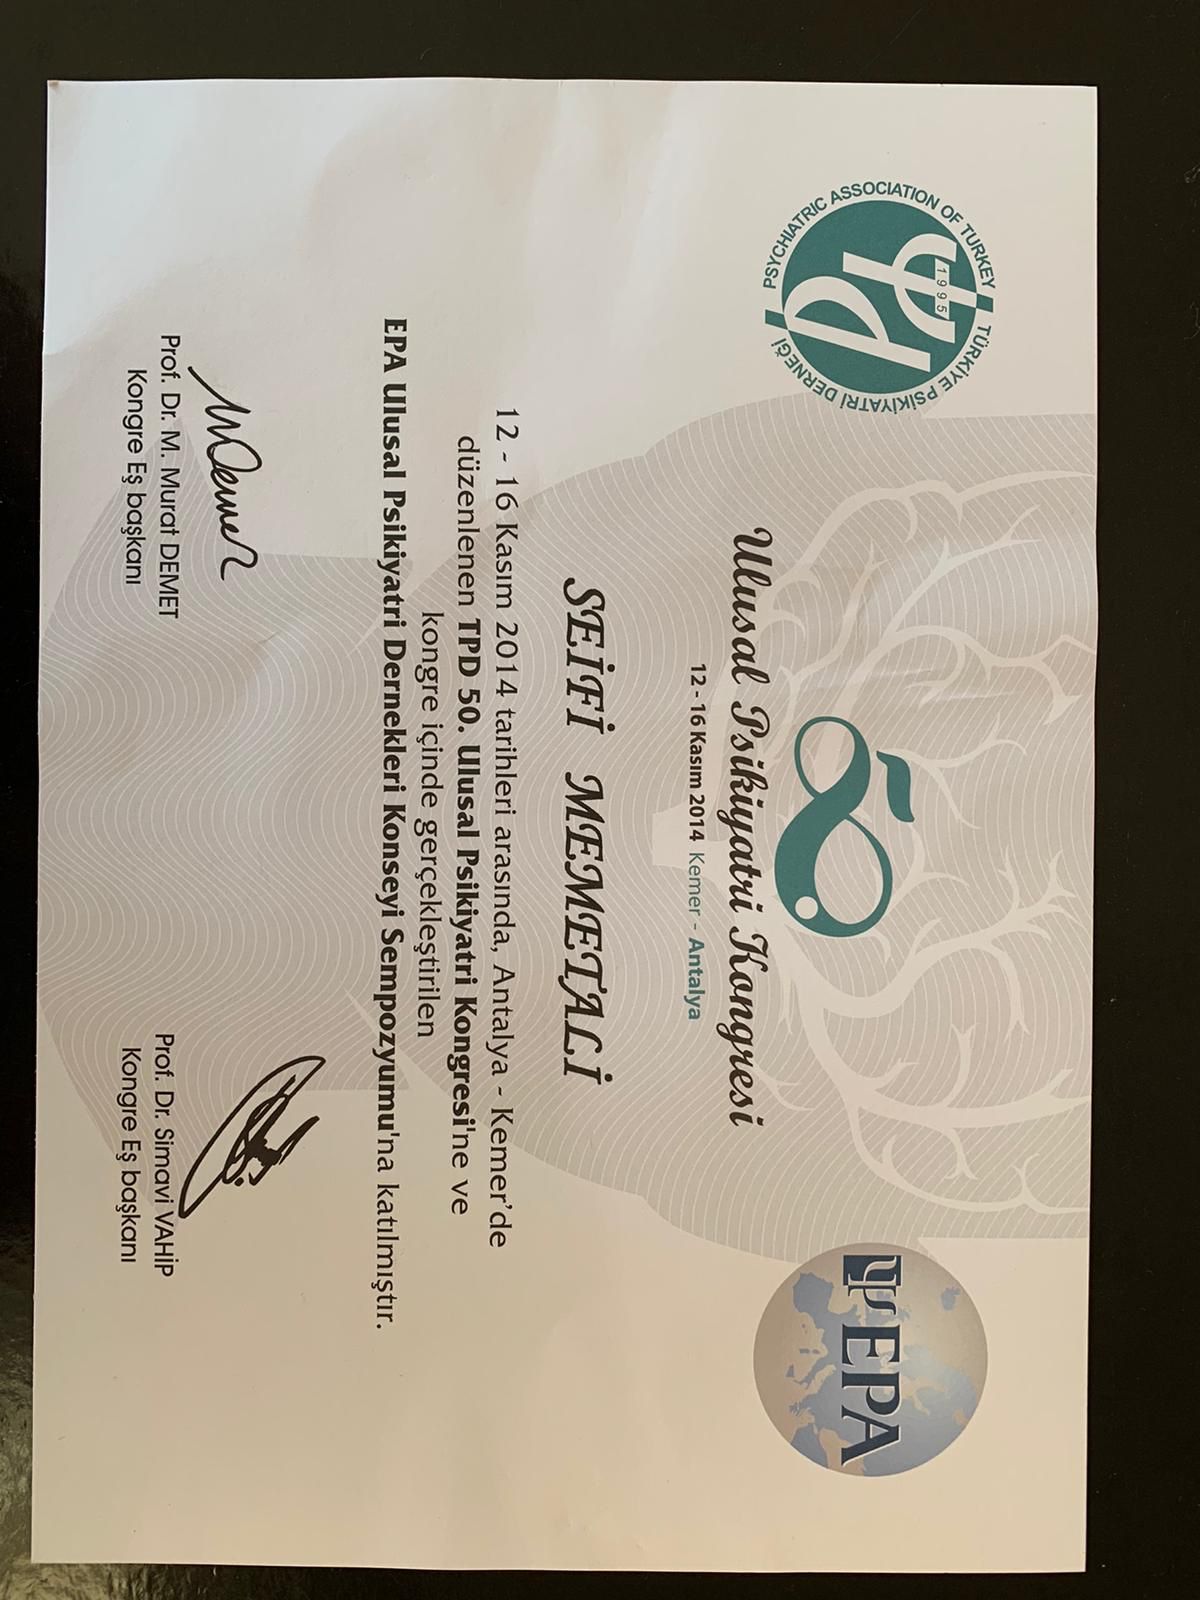 PSYCHIATRIC ASSOCIATION OF TURKEY
TÜRKİYE PSİKİYATRİ DERNEĞİ
1995
EPA
50
Ulusal Psikiyatri Kongresi
12 - 16 Kasım 2014 Kemer - Antalya
SEİFİ MEMETALİ
12 - 16 Kasım 2014 tarihleri arasında, Antalya - Kemer’de
düzenlenen TPD 50. Ulusal Psikiyatri Kongresi'ne ve
kongre içinde gerçekleştirilen
EPA Ulusal Psikiyatri Dernekleri Konseyi Sempozyumu'na katılmıştır.
Prof. Dr. M. Murat DEMET
Kongre Eş başkanı
Prof. Dr. Simavi VAHİP
Kongre Eş başkanı